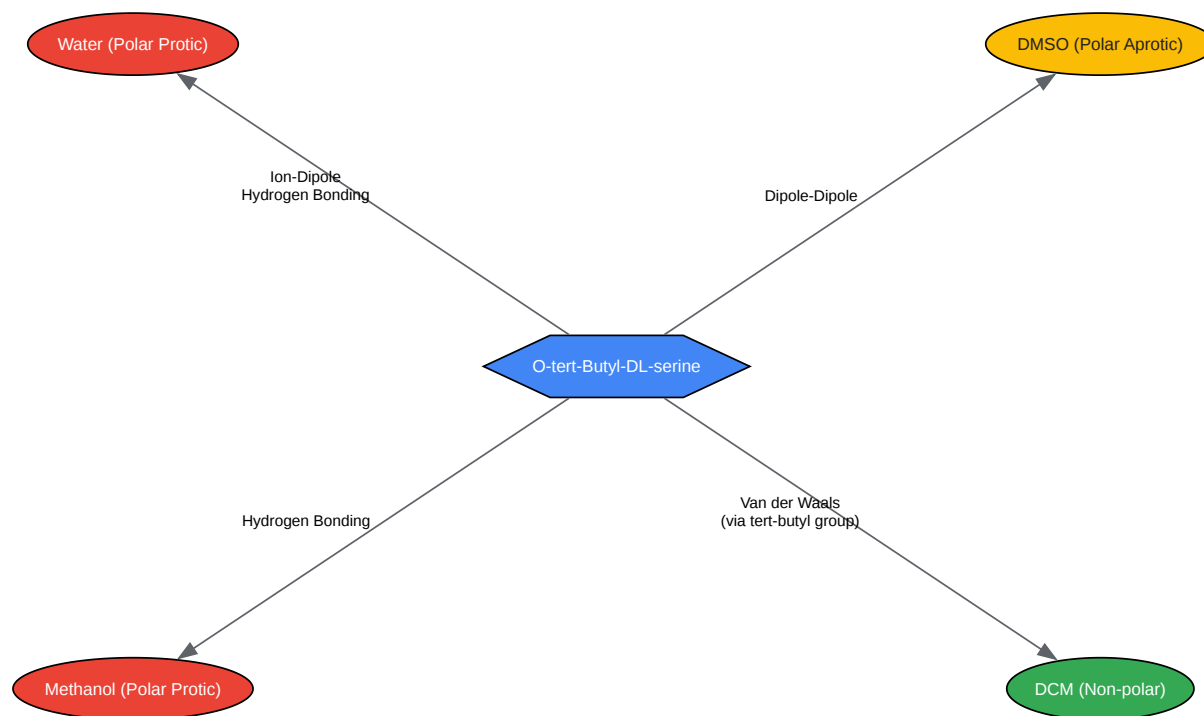 Water (Polar Protic)
DMSO (Polar Aprotic)
Ion-Dipole
Hydrogen Bonding
Dipole-Dipole
O-tert-Butyl-DL-serine
Hydrogen Bonding
Van der Waals
(via tert-butyl group)
Methanol (Polar Protic)
DCM (Non-polar)